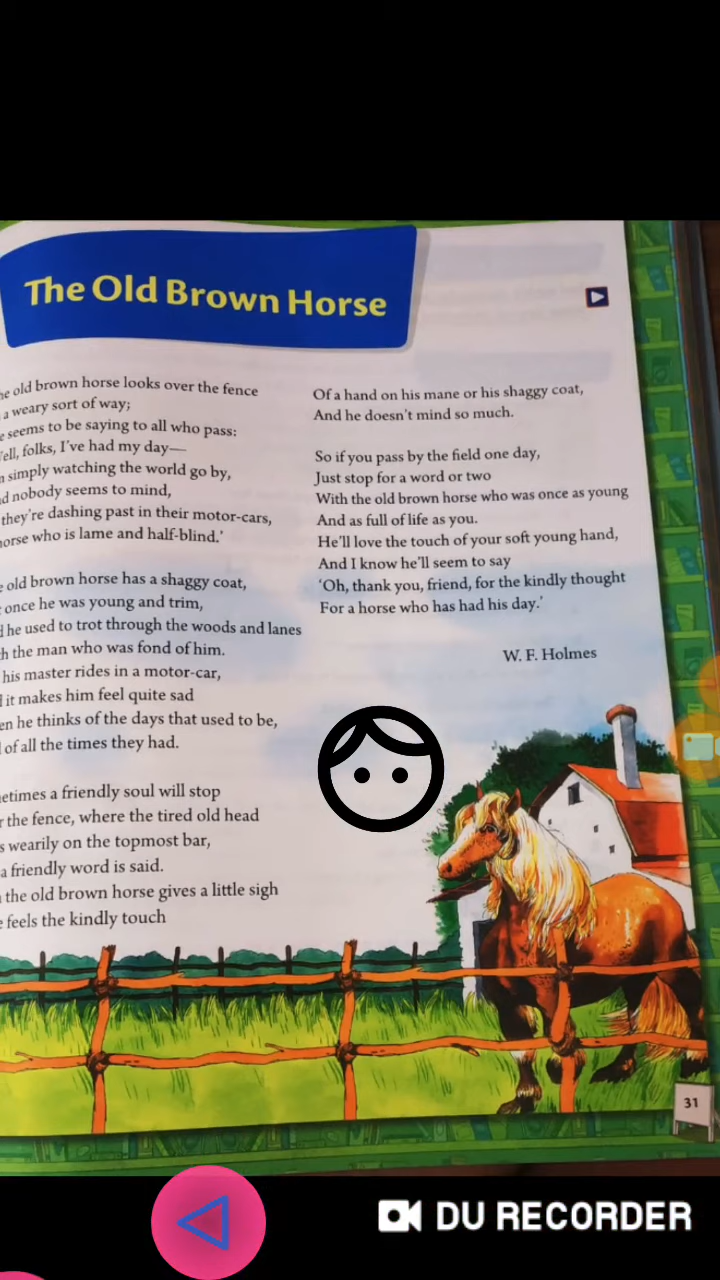 The Old Brown Horse
old brown horse looks over the fence
a weary sort of way;
seems to be saying to all who pass:
folks, I've had my day—
simply watching the world go by,
nobody seems to mind,
they're dashing past in their motor-cars,
who is lame and half-blind.'
old brown horse has a shaggy coat,
once he was young and trim,
he used to trot through the woods and lanes
the man who was fond of him.
his master rides in a motor-car,
it makes him feel quite sad
he thinks of the days that used to be,
of all the times they had.
a friendly soul will stop
the fence, where the tired old head
wearily on the topmost bar,
a friendly word is said.
the old brown horse gives a little sigh
feels the kindly touch
Of a hand on his mane or his shaggy coat,
And he doesn't mind so much.
So if you pass by the field one day,
Just stop for a word or two
With the old brown horse who was once as young
And as full of life as you.
He'll love the touch of your soft young hand,
And I know he'll seem to say
'Oh, thank you, friend, for the kindly thought
For a horse who has had his day.'
W. F. Holmes
31
DU RECORDER